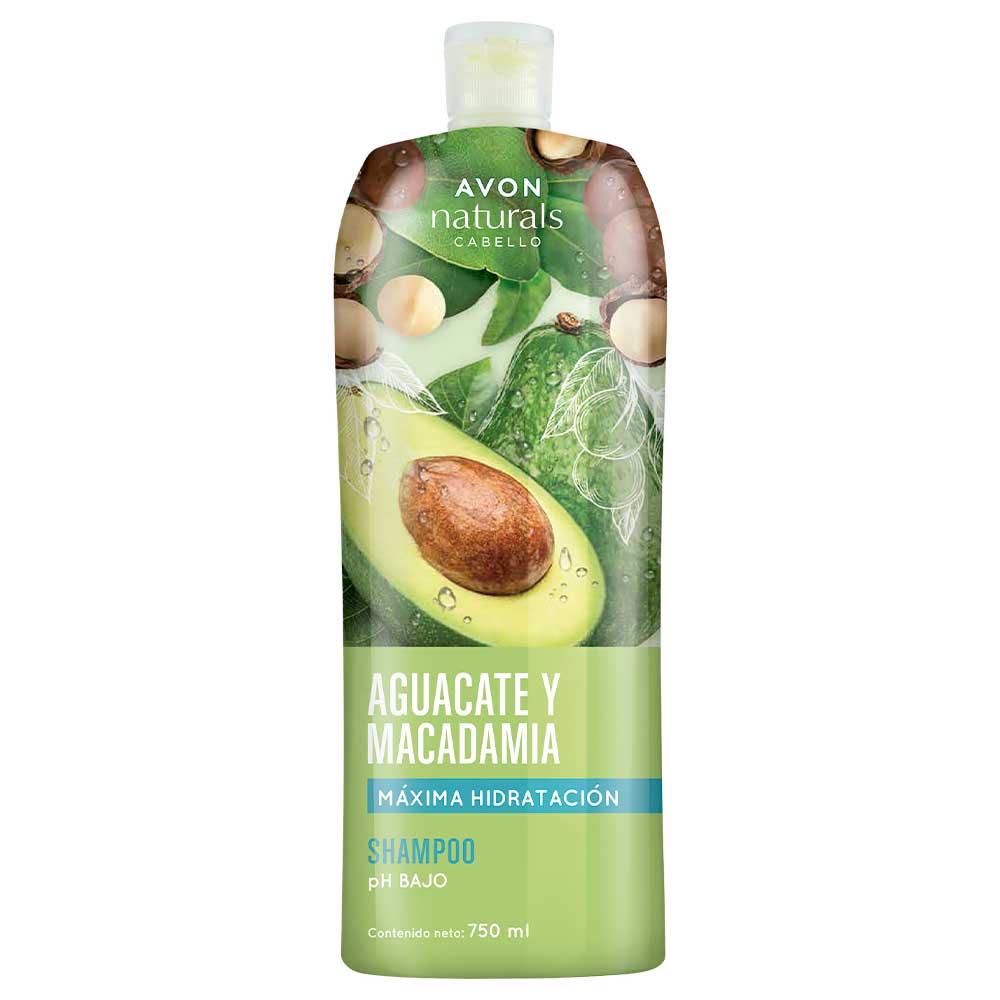 AVON
naturals
CABELLO
AGUACATE Y
MACADAMIA
MÁXIMA HIDRATACIÓN
SHAMPOO
pH BAJO
Contenido neto: 750 ml